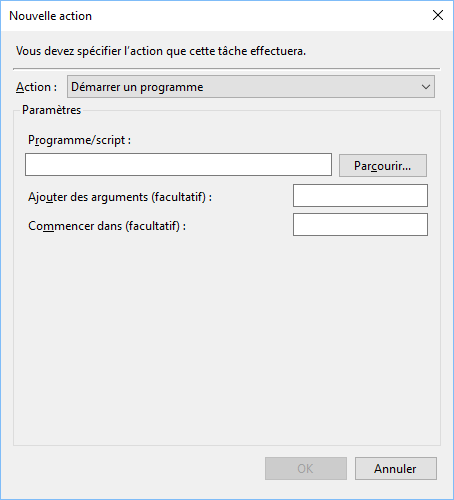 Nouvelle action
Vous devez spécifier l'action que cette tâche effectuera.
Action : Démarrer un programme
Paramètres
Programme/script :
Parcourir...
Ajouter des arguments (facultatif) :
Commencer dans (facultatif) :
OK Annuler